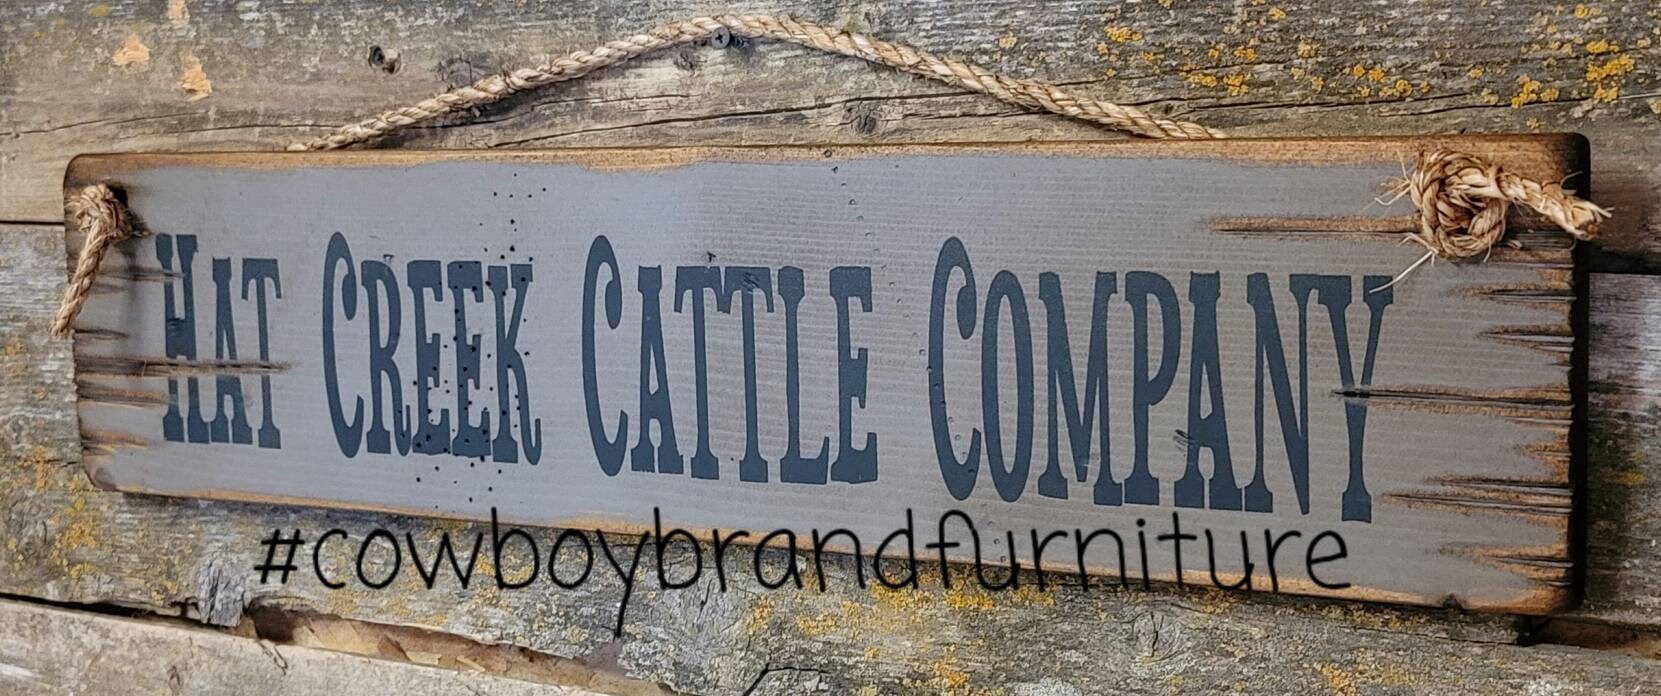 HAT CREEK CATTLE COMPANY
#cowboybrandfurniture